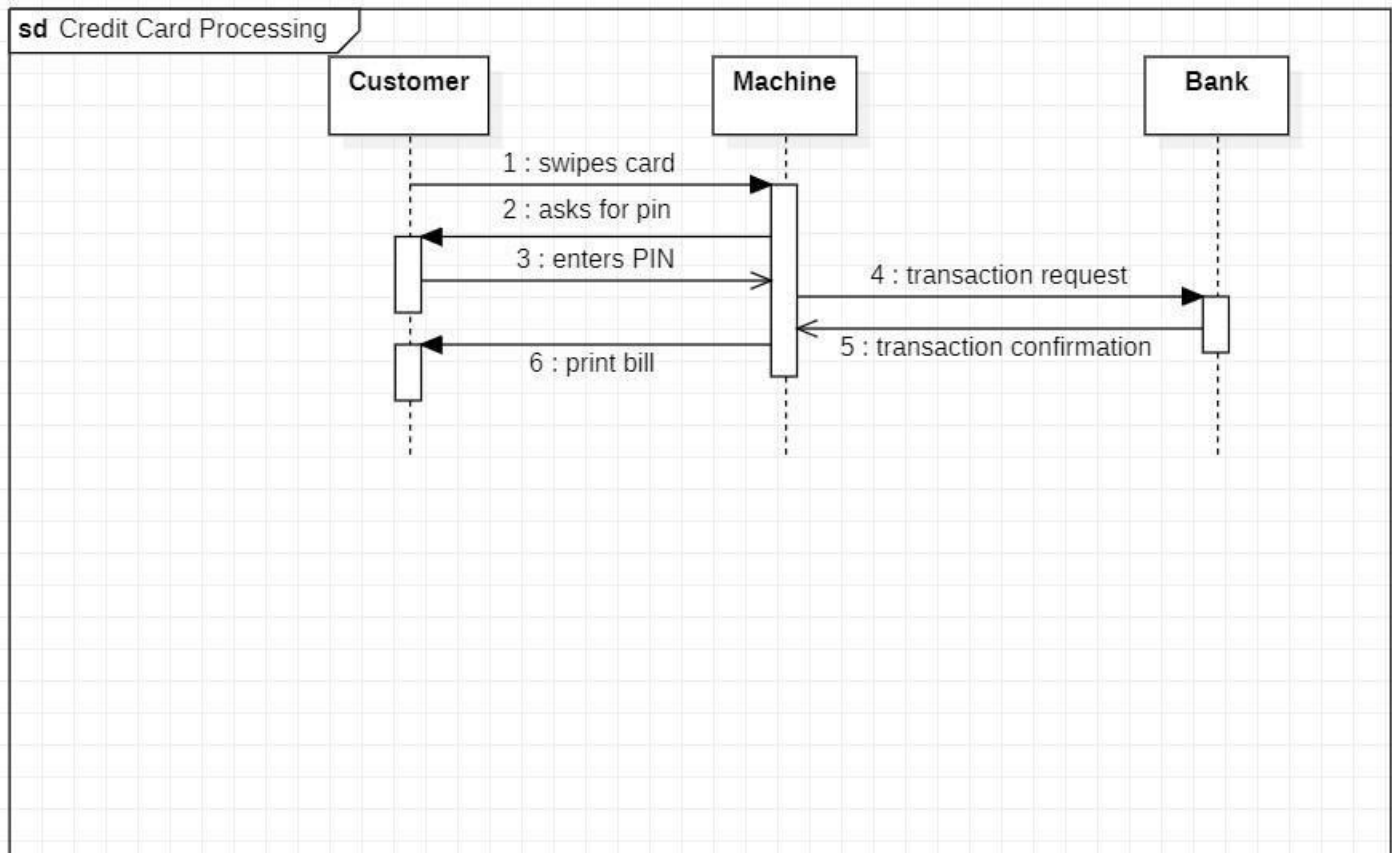 sd Credit Card Processing
Customer
Machine
Bank
1 : swipes card
2 : asks for pin
3 : enters PIN
4 : transaction request
5 : transaction confirmation
6 : print bill